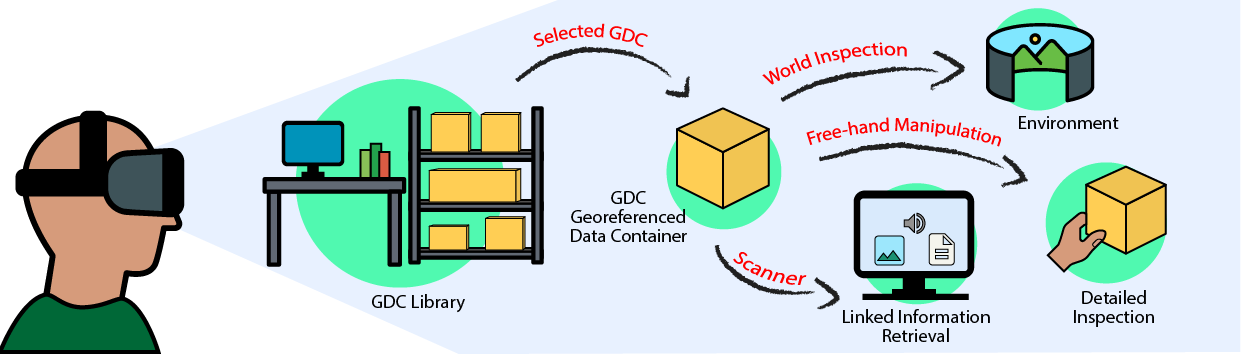 Selected GDC
World Inspection
Environment
Free-hand Manipulation
GDC
Georeferenced
Data Container
Scanner
GDC Library
Linked Information
Retrieval
Detailed
Inspection